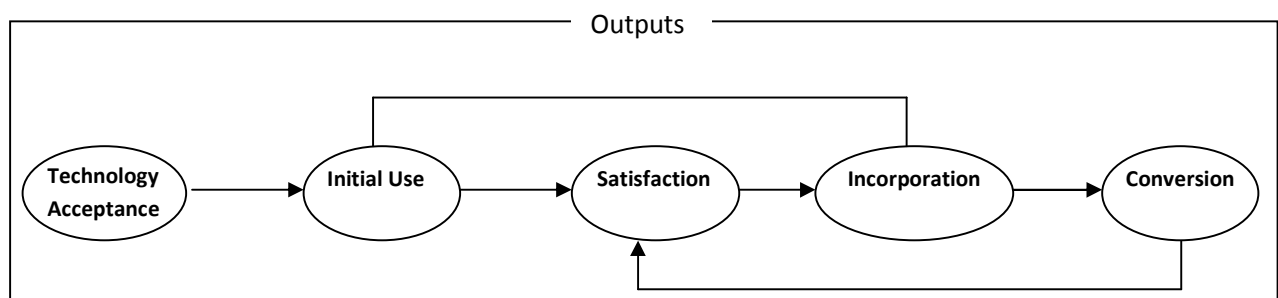 Outputs
Technology
Acceptance
Initial Use
Satisfaction
Incorporation
Conversion